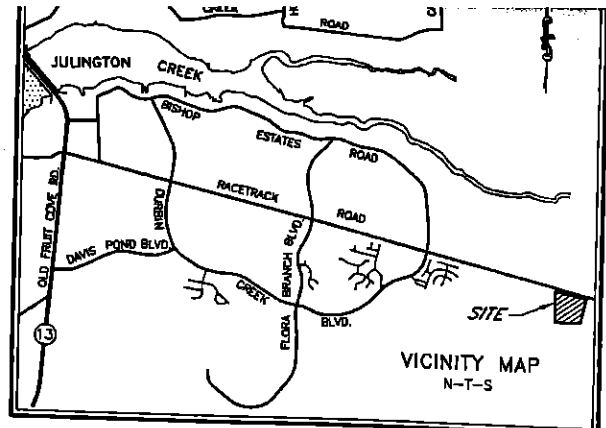 CREEK
ROAD
JULINGTON CREEK
BISHOP ESTATES ROAD
RACETRACK ROAD
DURBIN CREEK BLVD.
OLD FRUIT COVE RD.
DAVIS POND BLVD.
FLORA BRANCH BLVD.
13
SITE
VICINITY MAP
N-T-S